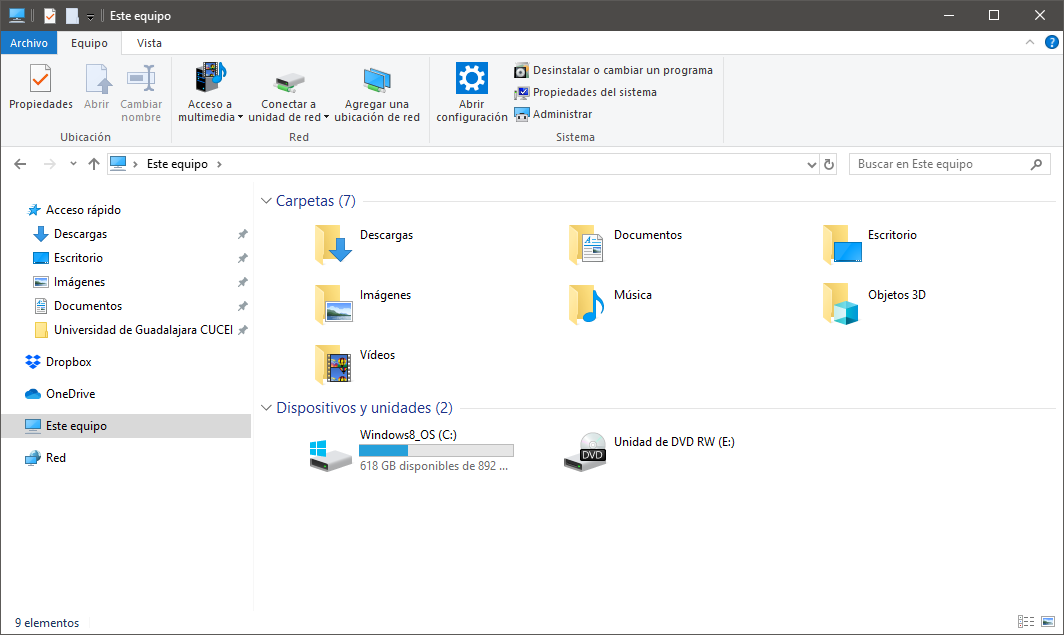 Este equipo
Archivo
Equipo
Vista
Propiedades
Abrir
Cambiar
nombre
Ubicación
Acceso a
multimedia
Conectar a
unidad de red
Agregar una
ubicación de red
Red
Abrir
configuración
Desinstalar o cambiar un programa
Propiedades del sistema
Administrar
Sistema
Este equipo
Buscar en Este equipo
Acceso rápido
Descargas
Escritorio
Imágenes
Documentos
Universidad de Guadalajara CUCEI
Dropbox
OneDrive
Este equipo
Red
Carpetas (7)
Descargas
Documentos
Escritorio
Imágenes
Música
Objetos 3D
Vídeos
Dispositivos y unidades (2)
Windows8_OS (C:)
618 GB disponibles de 892 ...
DVD
Unidad de DVD RW (E:)
9 elementos